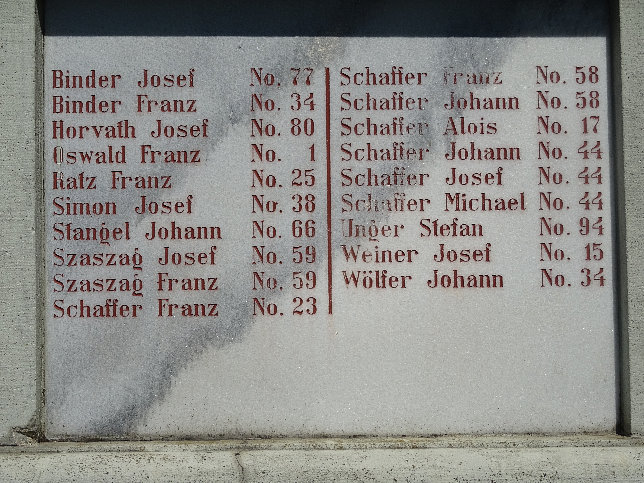 Binder Josef No. 77
Binder Franz No. 34
Horvath Josef No. 80
Oswald Franz No. 1
Ratz Franz No. 25
Simon Josef No. 38
Stangel Johann No. 66
Szaszag Josef No. 59
Szaszag Franz No. 59
Schaffer Franz No. 23
Schaffer Franz No. 58
Schaffer Johann No. 58
Schaffer Alois No. 17
Schaffer Johann No. 44
Schaffer Josef No. 44
Schaffer Michael No. 44
Unger Stefan No. 94
Weiner Josef No. 15
Wölfer Johann No. 34